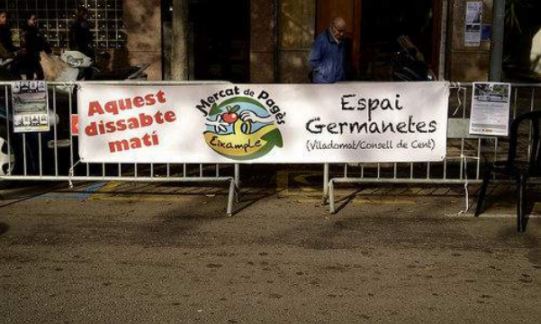 Aquest
dissabte
matí
Mercat de Pagès
Eixample
Espai
Germanetes
(Viladomat/Consell de Cent)